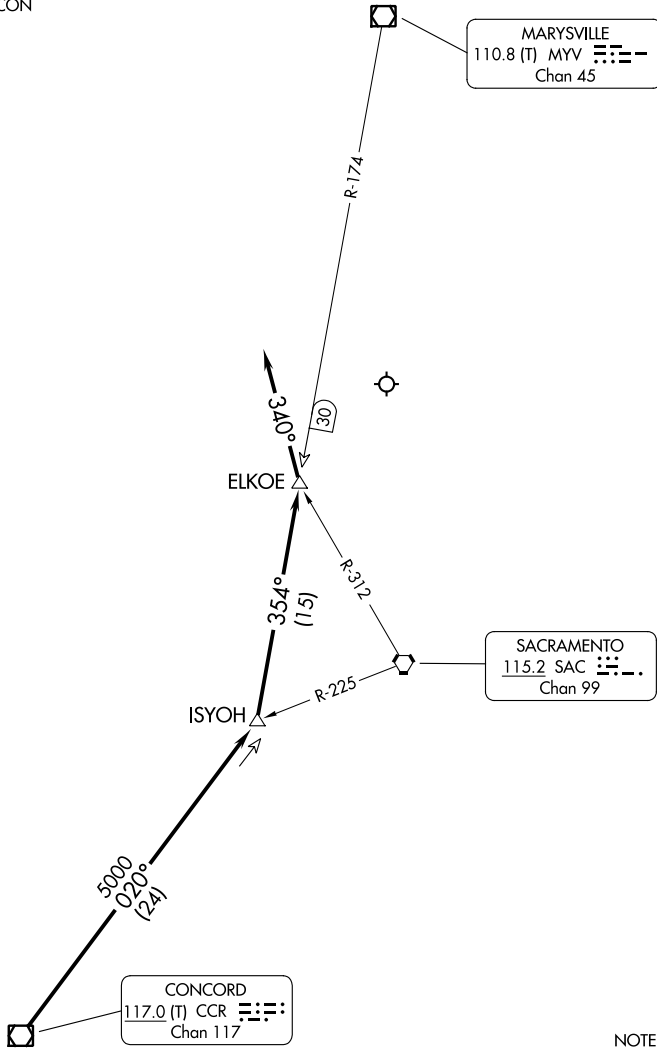 CON
MARYSVILLE
110.8 (T) MYV
Chan 45
R-174
30
340°
ELKOE
R-312
354°
(15)
SACRAMENTO
115.2 SAC
Chan 99
R-225
ISYOH
5000
020°
(24)
CONCORD
117.0 (T) CCR
Chan 117
NOTE